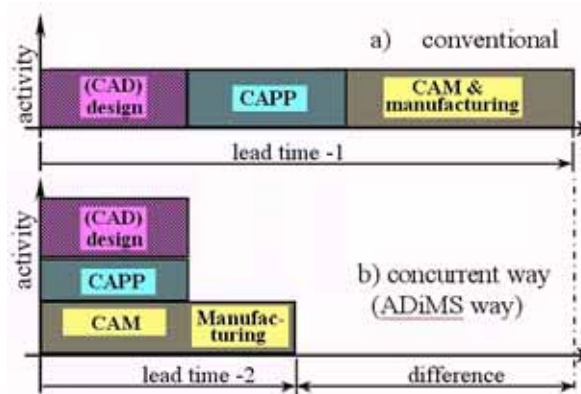 a) conventional
activity
(CAD)
design
CAPP
CAM &
manufacturing
lead time -1
activity
(CAD)
design
CAPP
CAM
Manufac-
turing
b) concurrent way
(ADiMS way)
lead time -2
difference